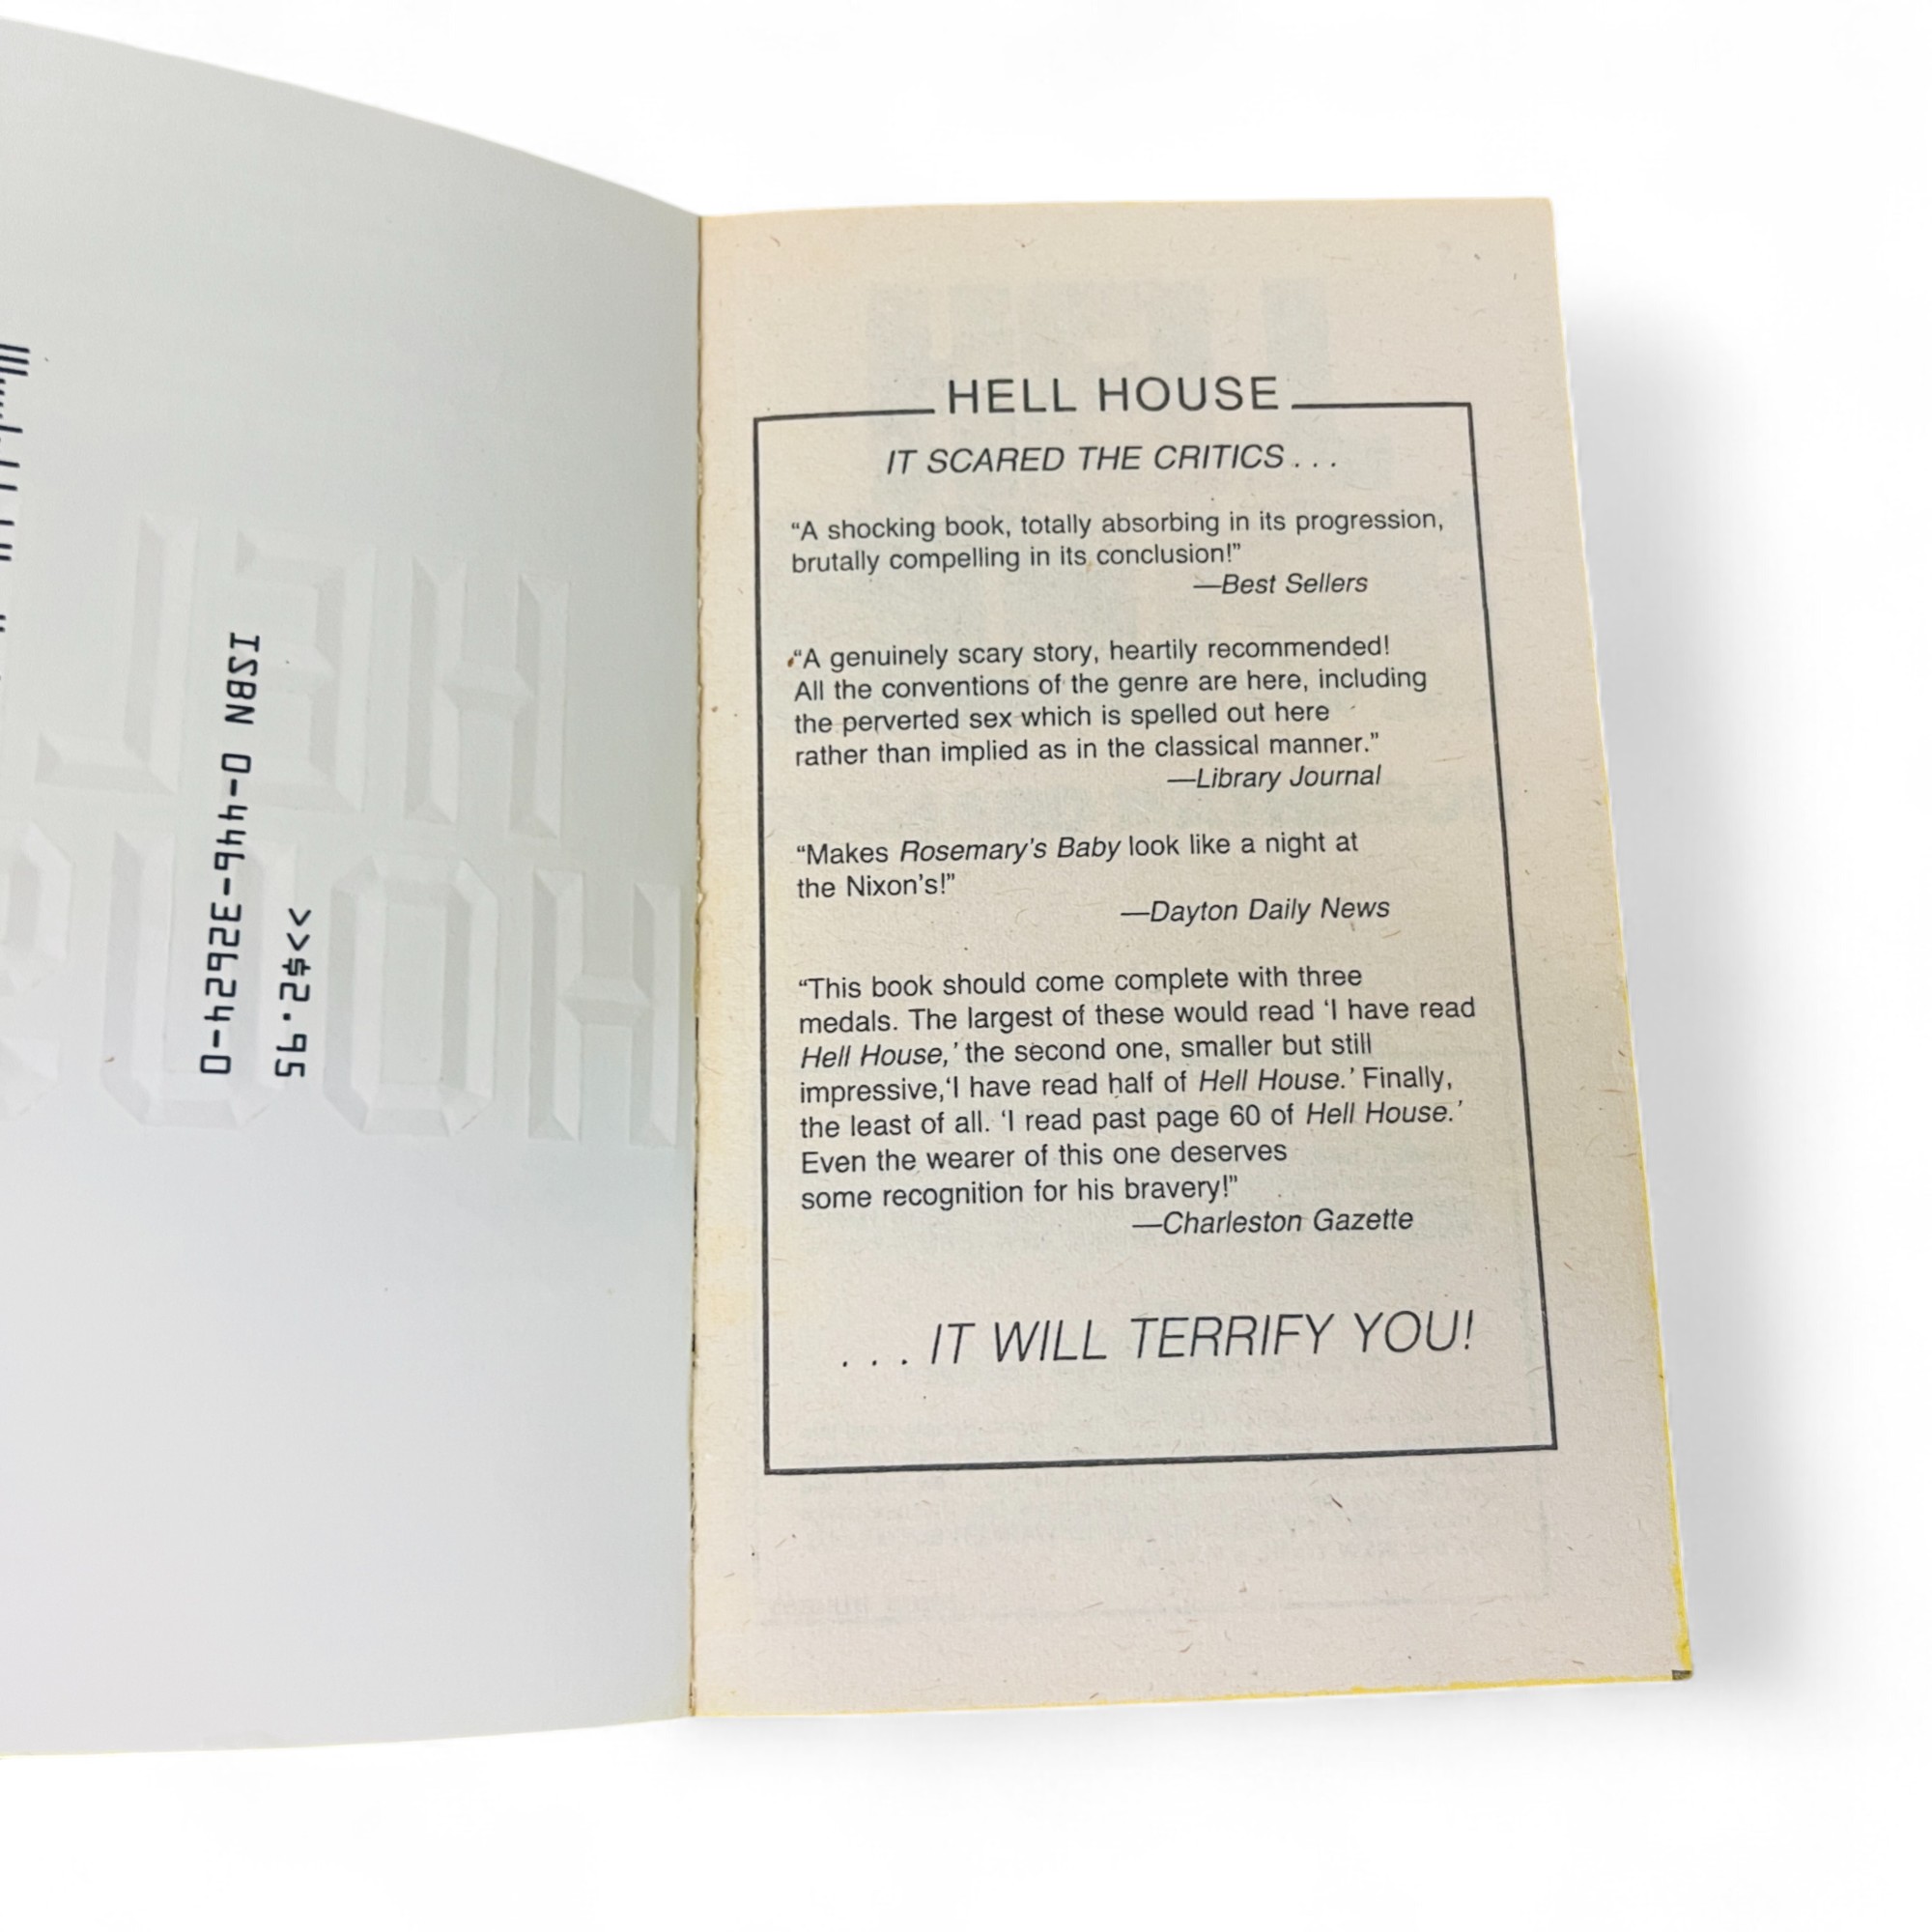 ISBN 0-446-32624-0
>>$2.95
HELL HOUSE
IT SCARED THE CRITICS . . .
“A shocking book, totally absorbing in its progression,
brutally compelling in its conclusion!”
—Best Sellers
“A genuinely scary story, heartily recommended!
All the conventions of the genre are here, including
the perverted sex which is spelled out here
rather than implied as in the classical manner.”
—Library Journal
“Makes Rosemary’s Baby look like a night at
the Nixon’s!”
—Dayton Daily News
“This book should come complete with three
medals. The largest of these would read ‘I have read
Hell House,’ the second one, smaller but still
impressive,‘I have read half of Hell House.’ Finally,
the least of all. ‘I read past page 60 of Hell House.’
Even the wearer of this one deserves
some recognition for his bravery!”
—Charleston Gazette
. . . IT WILL TERRIFY YOU!